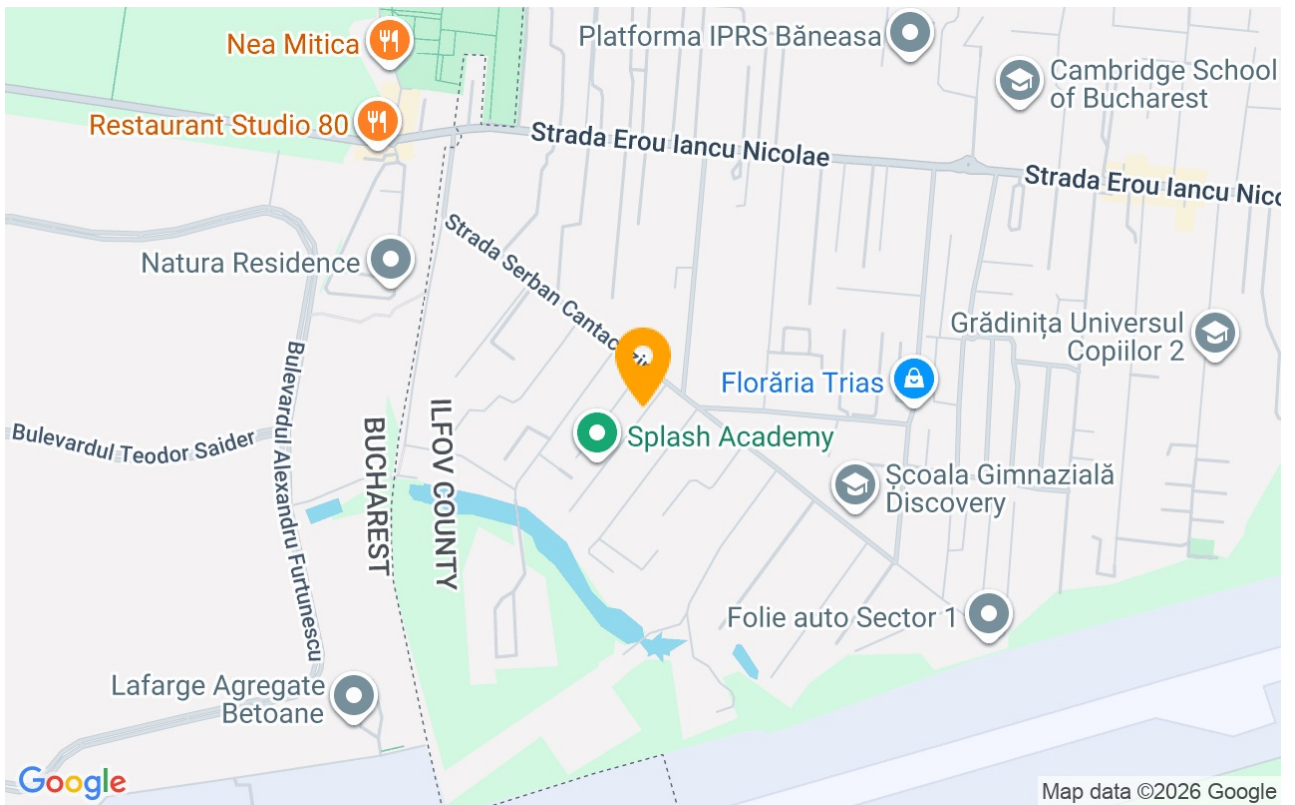 Nea Mitica
Platforma IPRS Băneasa
Cambridge School
of Bucharest
Restaurant Studio 80
Strada Erou Iancu Nicolae
Strada Erou Iancu
Strada Serban
Natura Residence
Grădinița Universul
Copiilor 2
Florăria Trias
Bulevardul Teodor Saider
Bulevardul Alexandru Furtunescu
BUCHAREST
ILFOV COUNTY
Splash Academy
Școala Gimnazială
Discovery
Folie auto Sector 1
Lafarge Agregate
Betoane
Google
Map data ©2026 Google